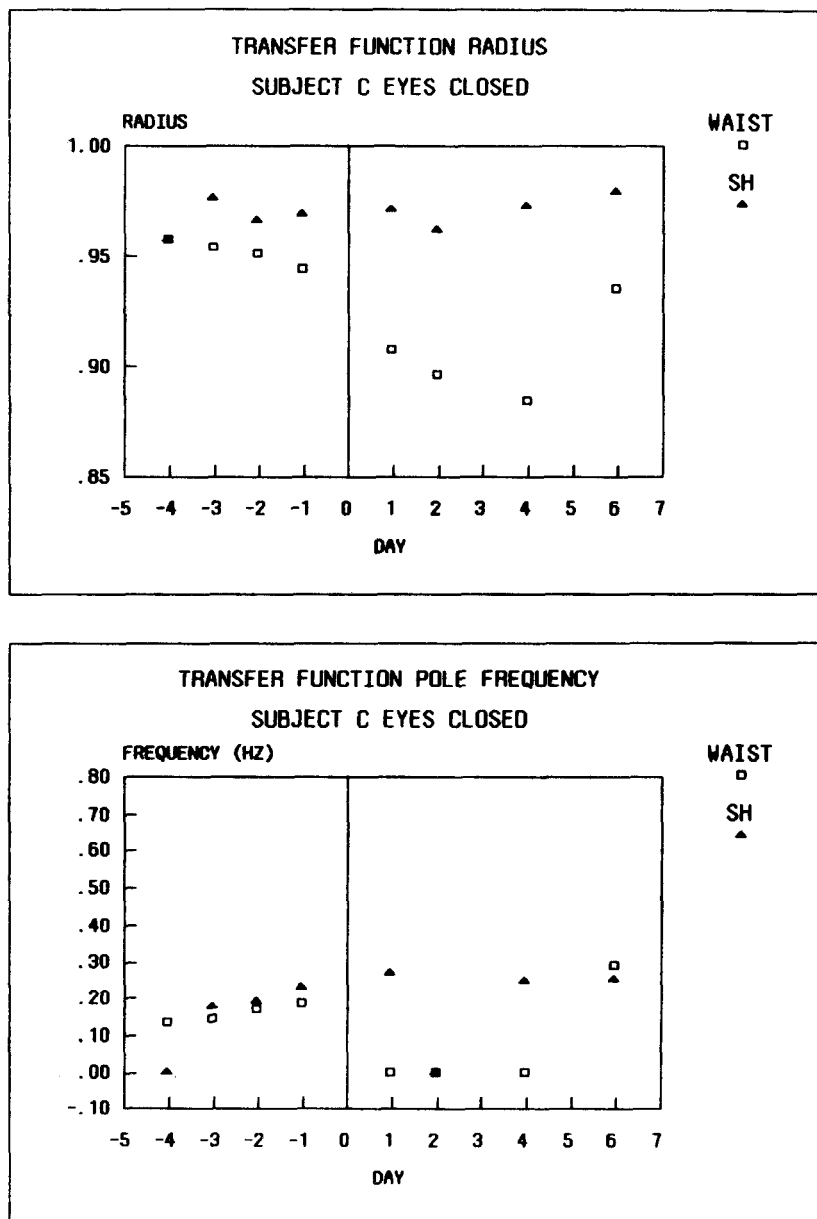 TRANSFER FUNCTION RADIUS
SUBJECT C EYES CLOSED
RADIUS
WAIST
SH
1.00
.95
.90
.85
-5 -4 -3 -2 -1 0 1 2 3 4 5 6 7
DAY
TRANSFER FUNCTION POLE FREQUENCY
SUBJECT C EYES CLOSED
FREQUENCY (HZ)
WAIST
SH
.80
.70
.60
.50
.40
.30
.20
.10
.00
-.10
-5 -4 -3 -2 -1 0 1 2 3 4 5 6 7
DAY